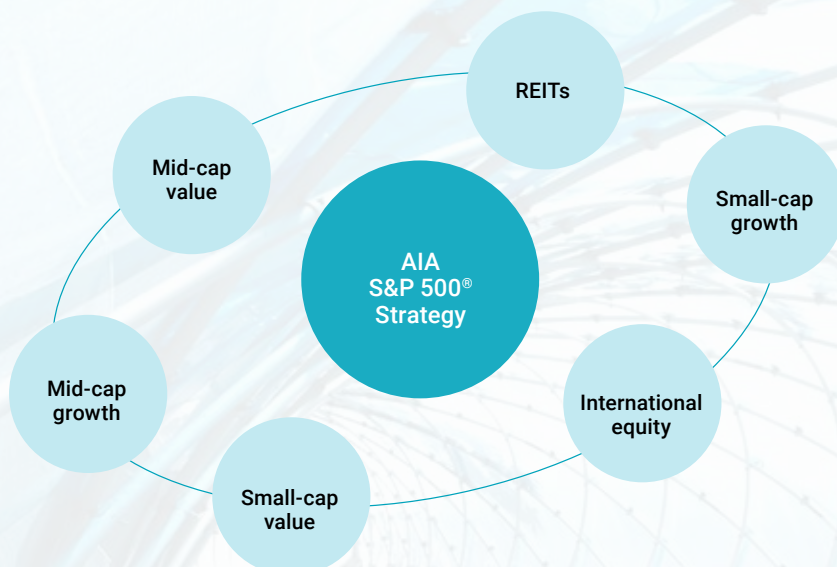 REITs
Mid-cap
value
Small-cap
growth
AIA
S&P 500®
Strategy
Mid-cap
growth
International
equity
Small-cap
value